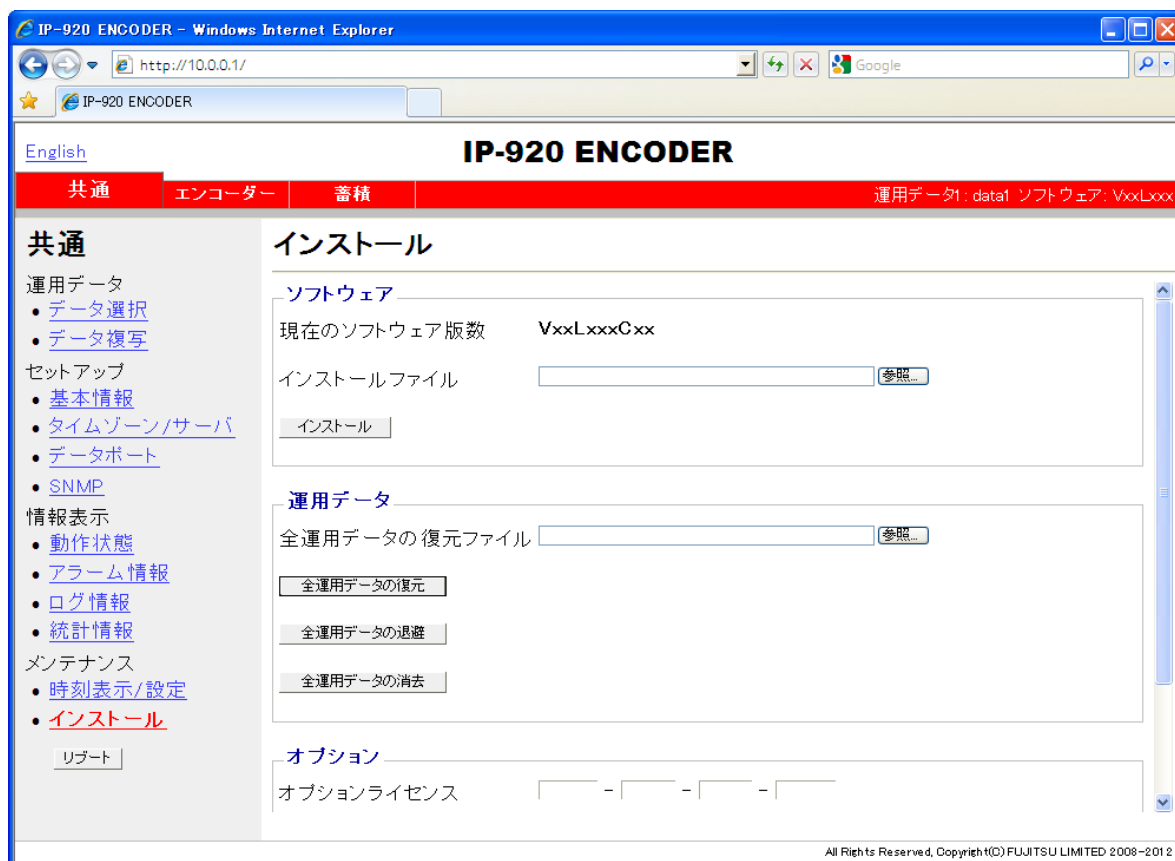 IP-920 ENCODER - Windows Internet Explorer
http://10.0.0.1/
Google
IP-920 ENCODER
English
IP-920 ENCODER
共通 エンコーダー 蓄積 運用データ1: data1 ソフトウェア: VxxLxxx
共通
運用データ
データ選択
データ複写
セットアップ
基本情報
タイムゾーン/サーバ
データポート
SNMP
情報表示
動作状態
アラーム情報
ログ情報
統計情報
メンテナンス
時刻表示/設定
インストール
リブート
インストール
ソフトウェア
現在のソフトウェア版数 VxxLxxxCxx
インストールファイル 参照...
インストール
運用データ
全運用データの復元ファイル 参照...
全運用データの復元
全運用データの退避
全運用データの消去
オプション
オプションライセンス - - -
All Rights Reserved, Copyright(C) FUJITSU LIMITED 2008-2012